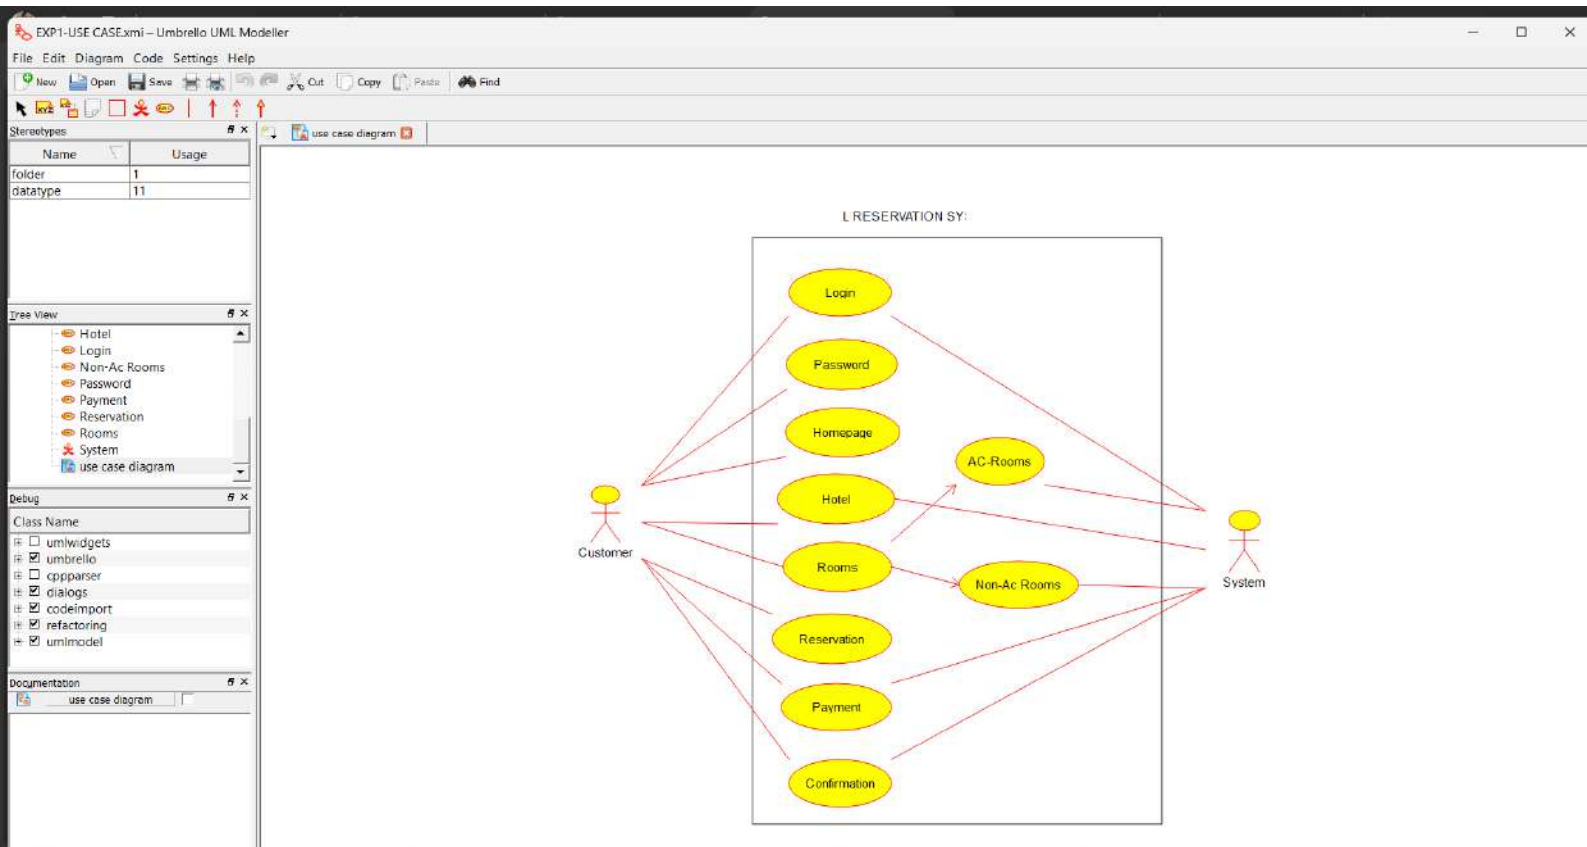 EXP1-USE CASE.xmi – Umbrello UML Modeller
File Edit Diagram Code Settings Help
New Open Save Cut Copy Paste Find
Stereotypes
Name Usage
folder 1
datatype 11
Tree View
Hotel
Login
Non-Ac Rooms
Password
Payment
Reservation
Rooms
System
use case diagram
Debug
Class Name
umlwidgets
umbrello
cppparser
dialogs
codeimport
refactoring
umlmodel
Documentation
use case diagram
use case diagram
L RESERVATION SY:
Login
Password
Homepage
AC-Rooms
Hotel
Customer
Rooms
Non-Ac Rooms
System
Reservation
Payment
Confirmation